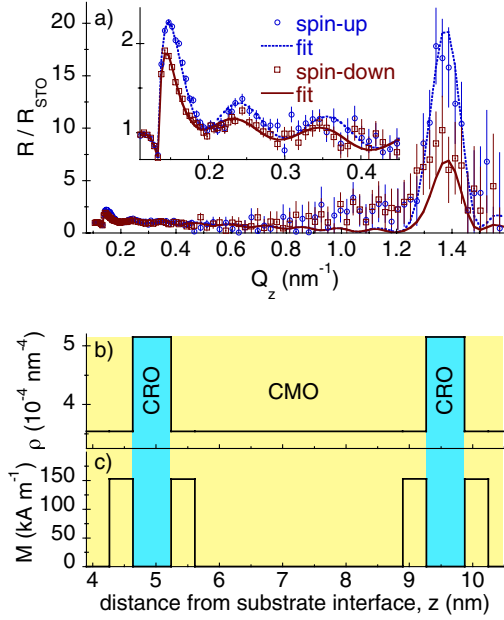 a)
spin-up
fit
spin-down
fit
R / R_STO
20
15
10
5
0
2
1
0.2 0.3 0.4
0.2 0.4 0.6 0.8 1.0 1.2 1.4
Q_z (nm⁻¹)
b)
ρ (10⁻⁴ nm⁻⁴)
5
4
CRO
CMO
CRO
c)
M (kA m⁻¹)
150
100
50
0
4 5 6 7 8 9 10
distance from substrate interface, z (nm)